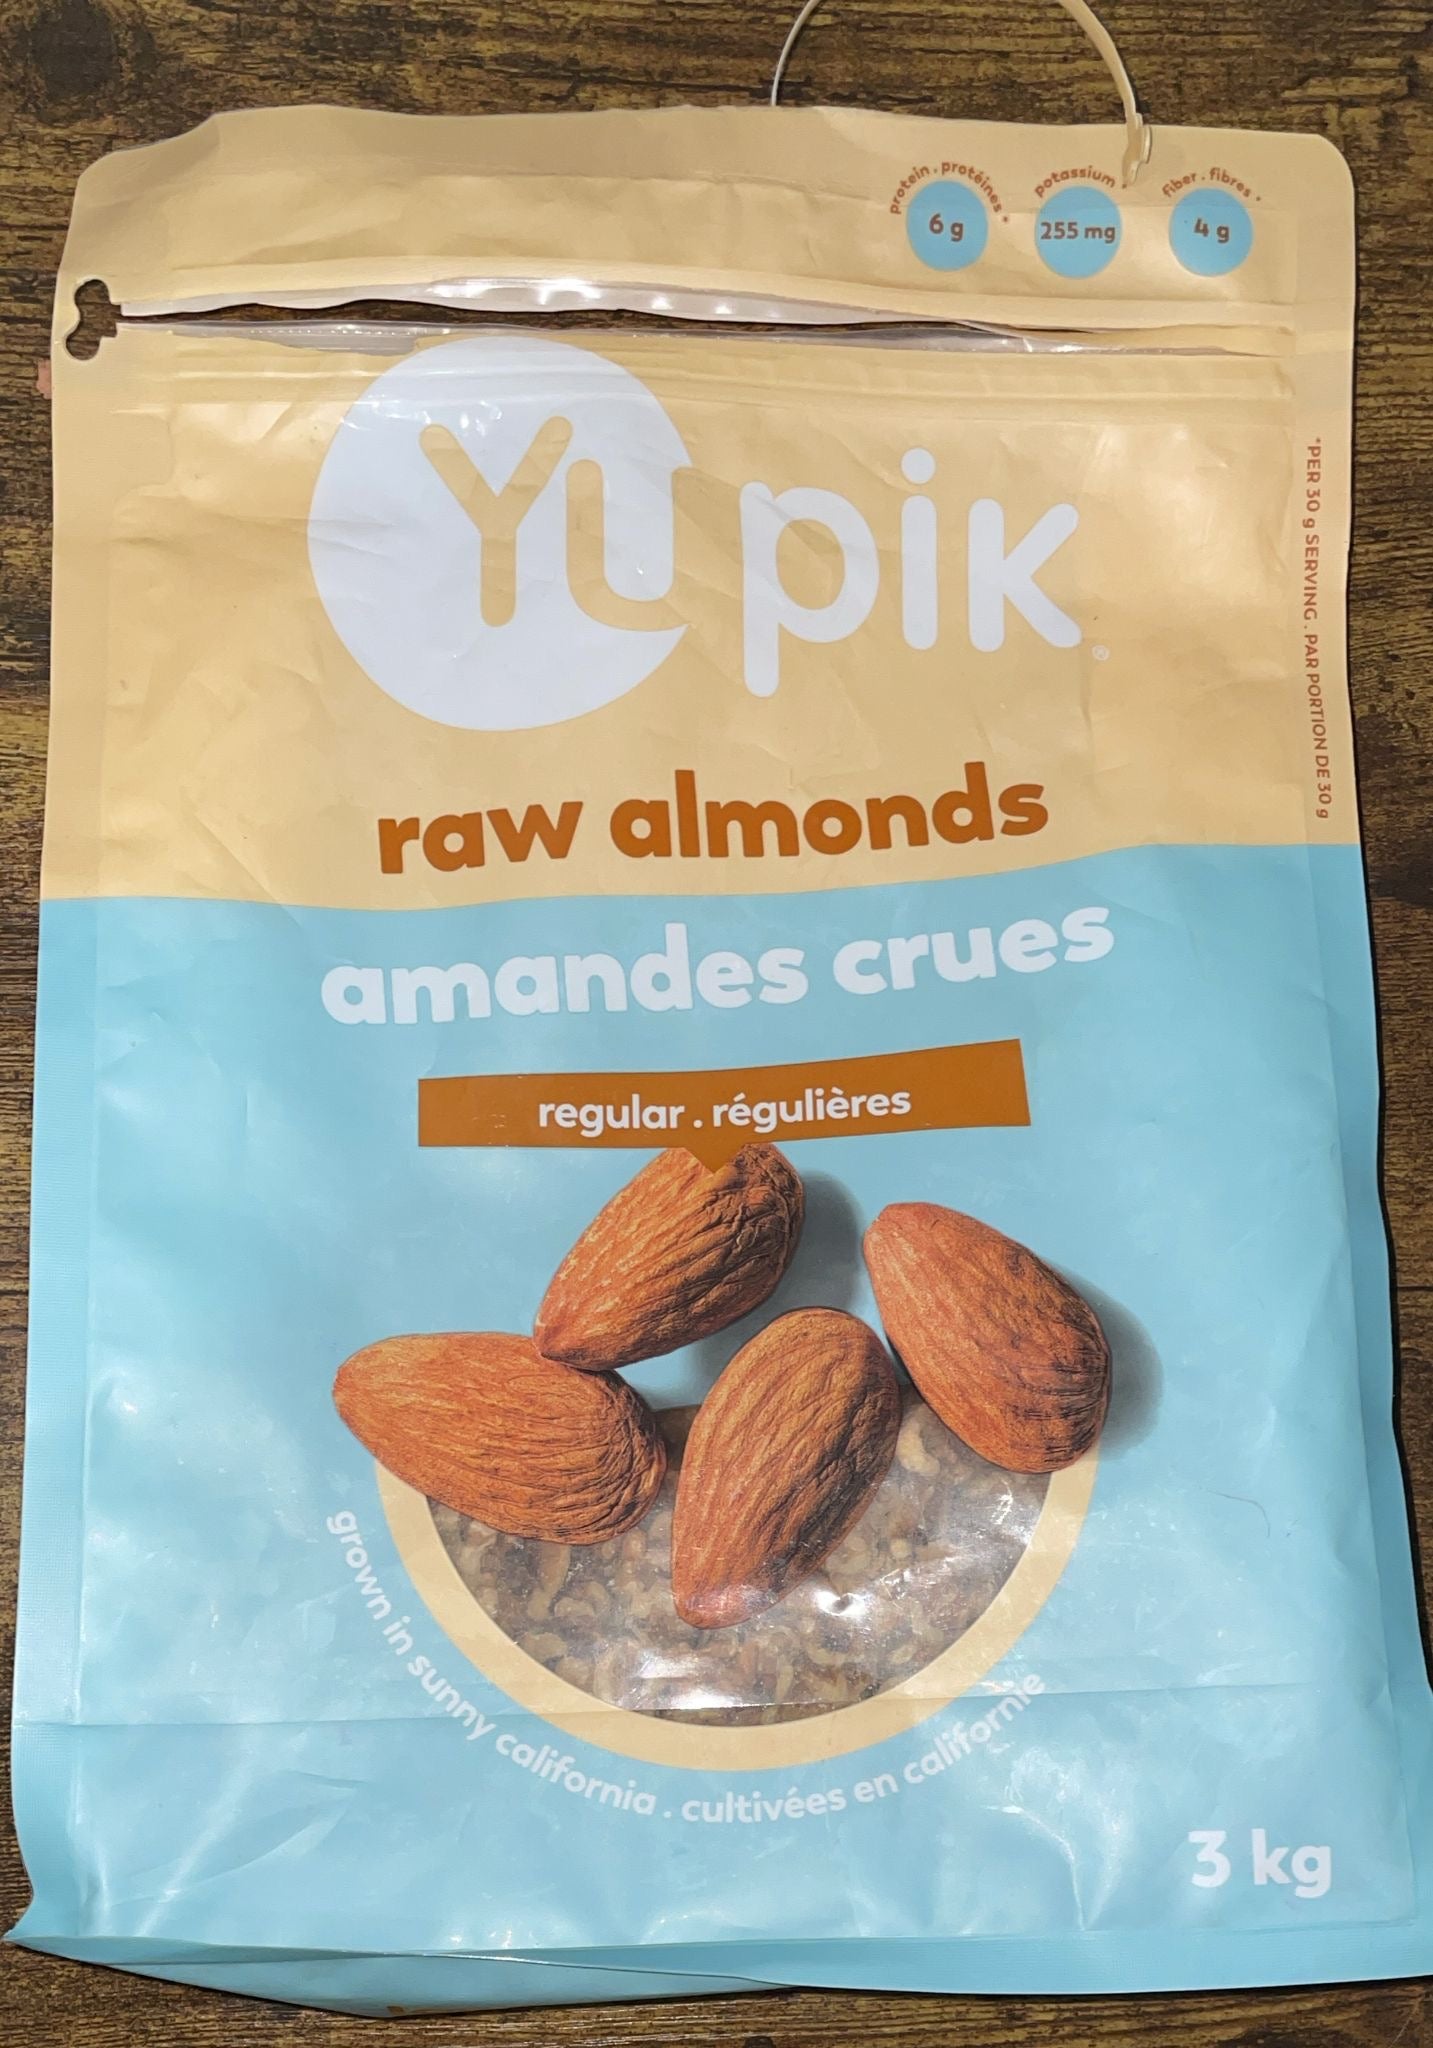 protein . protéines *
6 g
potassium *
255 mg
fiber . fibres *
4 g
*PER 30 g SERVING . PAR PORTION DE 30 g
Yupik®
raw almonds
amandes crues
regular . régulières
grown in sunny california . cultivées en californie
3 kg